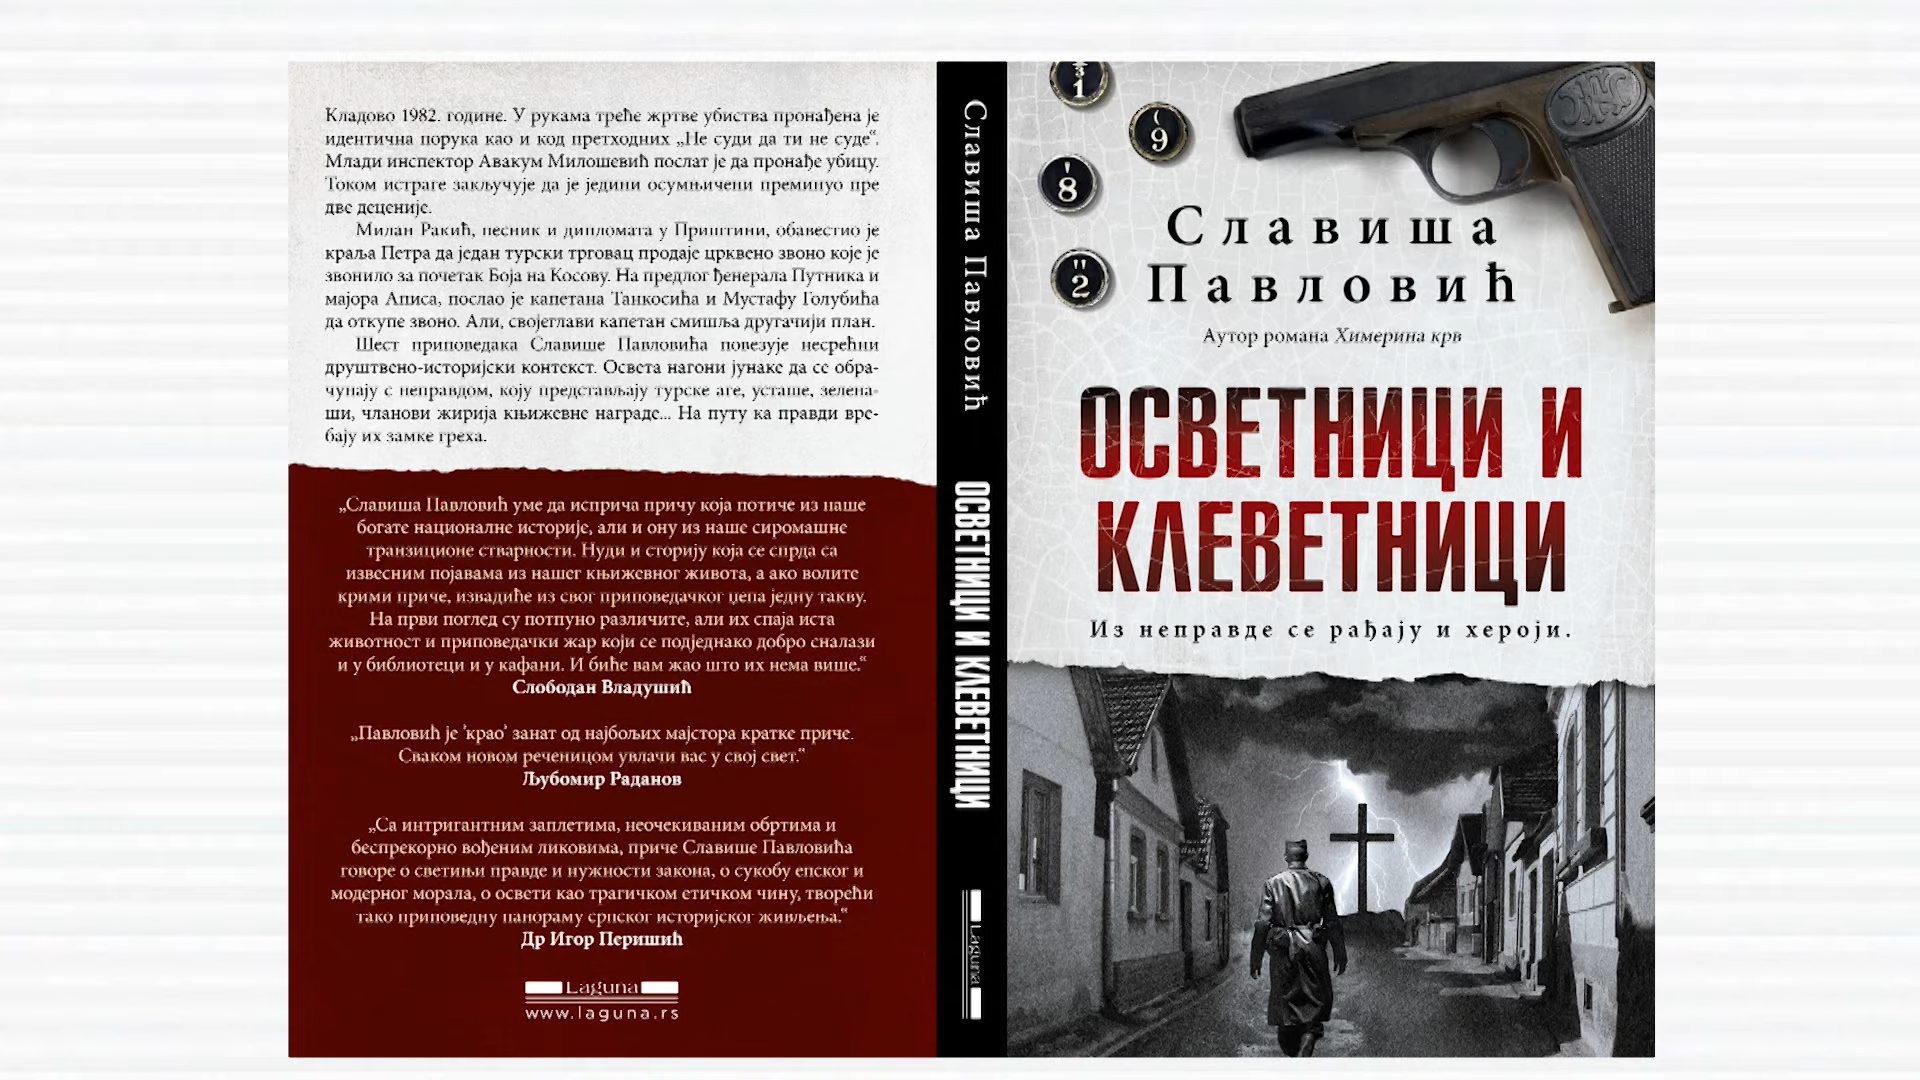 Кладово 1982. године. У рукама треће жртве убиства пронађена је
идентична порука као и код претходних „Не суди да ти не суде“.
Млади инспектор Авакум Милошевић послат је да пронађе убицу.
Током истраге закључује да је једини осумњичени преминуо пре
две деценије.
Милан Ракић, песник и дипломата у Приштини, обавестио је
краља Петра да један турски трговац продаје црквено звоно које је
звонило за почетак Боја на Косову. На предлог ђенерала Путника и
мајора Аписа, послао је капетана Танкосића и Мустафу Голубића
да откупе звоно. Али, својеглави капетан смишља другачији план.
Шест приповедака Славише Павловића повезује несрећни
друштвено-историјски контекст. Освета нагони јунаке да се обра-
чунају с неправдом, коју представљају турске аге, усташе, зелена-
ши, чланови жирија књижевне награде... На путу ка правди вре-
бају их замке греха.
„Славиша Павловић уме да исприча причу која потиче из наше
богате националне историје, али и ону из наше сиромашне
транзиционе стварности. Нуди и сторију која се спрда са
извесним појавама из нашег књижевног живота, а ако волите
крими приче, извадиће из свог приповедачког џепа једну такву.
На први поглед су потпуно различите, али их спаја иста
животност и приповедачки жар који се подједнако добро сналази
и у библиотеци и у кафани. И биће вам жао што их нема више.“
Слободан Владушић
„Павловић је ’крао’ занат од најбољих мајстора кратке приче.
Сваком новом реченицом увлачи вас у свој свет.“
Љубомир Раданов
„Са интригантним заплетима, неочекиваним обртима и
беспрекорно вођеним ликовима, приче Славише Павловића
говоре о светињи правде и нужности закона, о сукобу епског и
модерног морала, о освети као трагичком етичком чину, творећи
тако приповедну панораму српског историјског живљења.“
Др Игор Перишић
Laguna
www.laguna.rs
Славиша Павловић
ОСВЕТНИЦИ И КЛЕВЕТНИЦИ
Laguna
1
9
8
2
Славиша
Павловић
Аутор романа Химерина крв
ОСВЕТНИЦИ И
КЛЕВЕТНИЦИ
Из неправде се рађају и хероји.